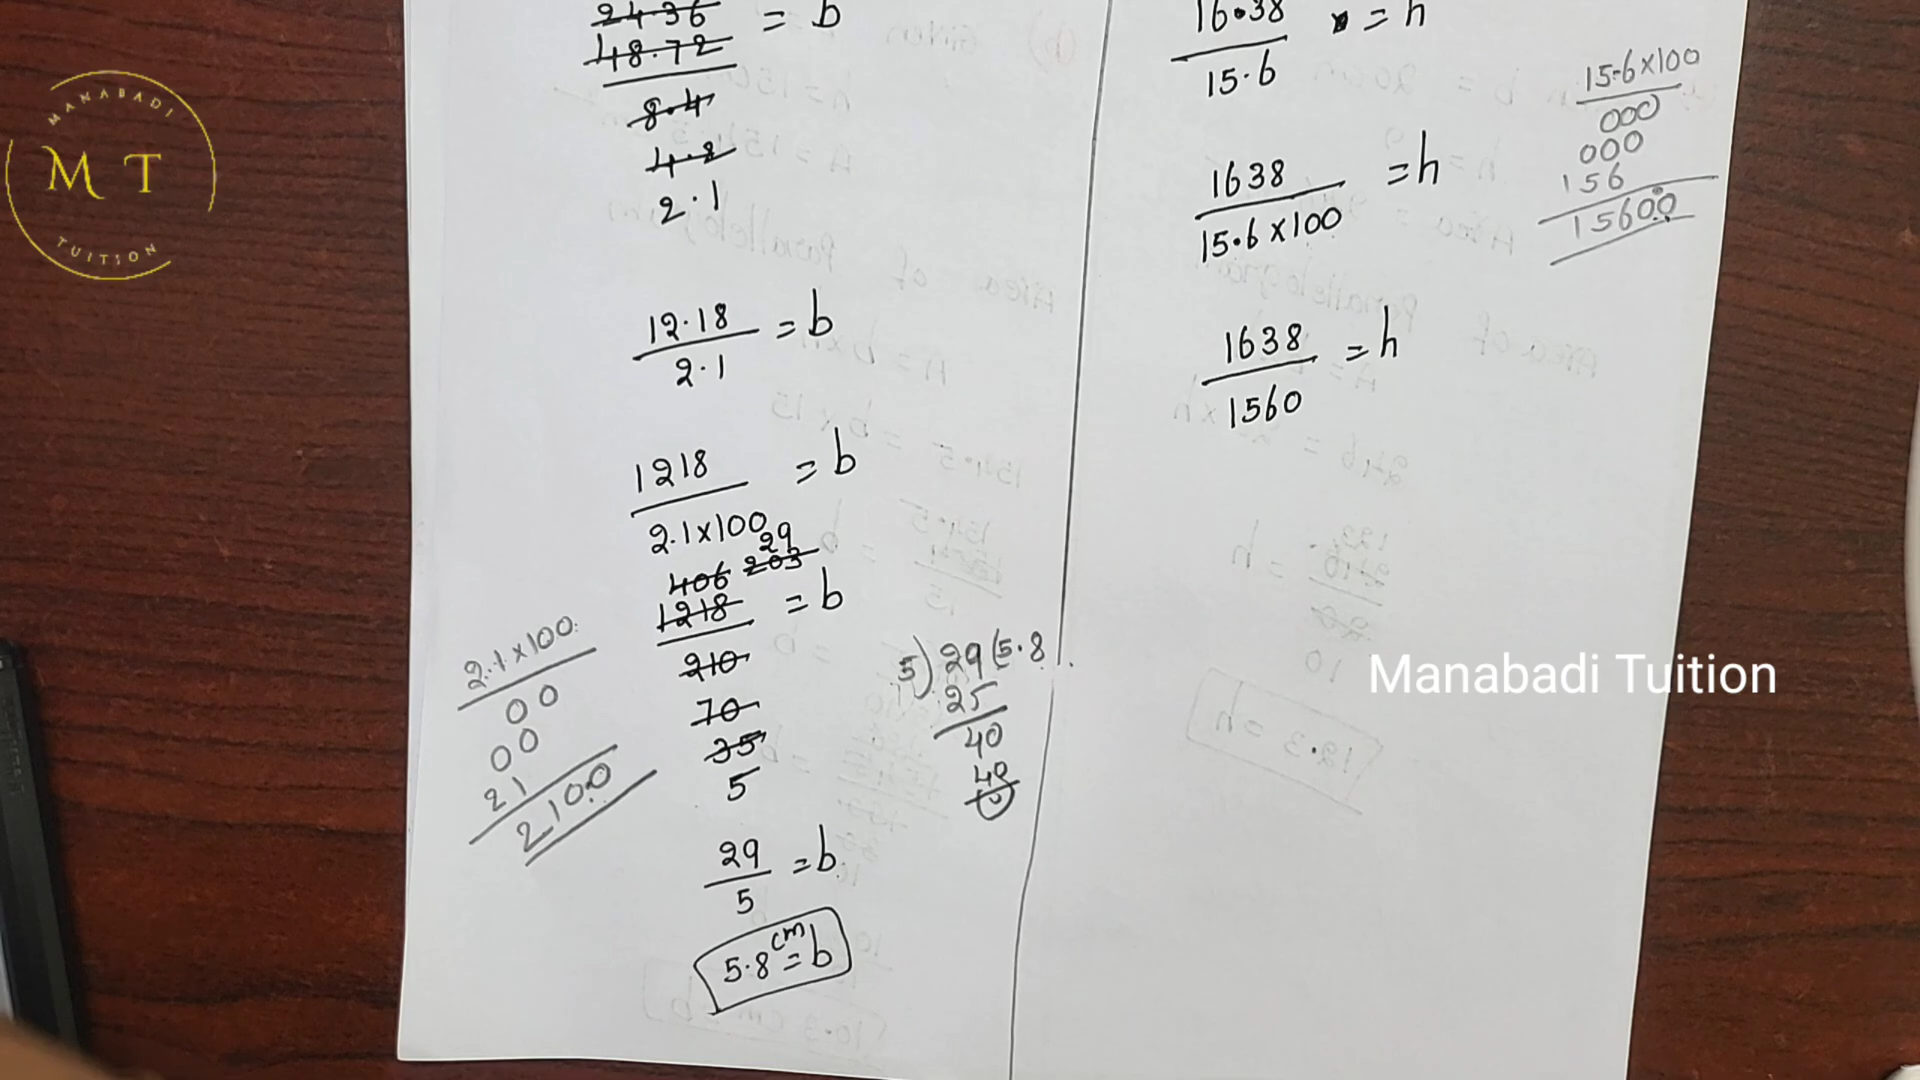 MANABADI
M T
TUITION
2436 = b
48.72
8.4
4.2
2.1
12.18 = b
2.1
1218 = b
2.1x100
29
406 203
1218 = b
210
70
35
5
2.1x100
00
00
21
2100
5) 29 (5.8
25
40
40
0
29 = b
5
5.8 cm = b
16.38 = h
15.6
1638 = h
15.6x100
1638 = h
1560
15.6x100
000
000
156
15600
Manabadi Tuition